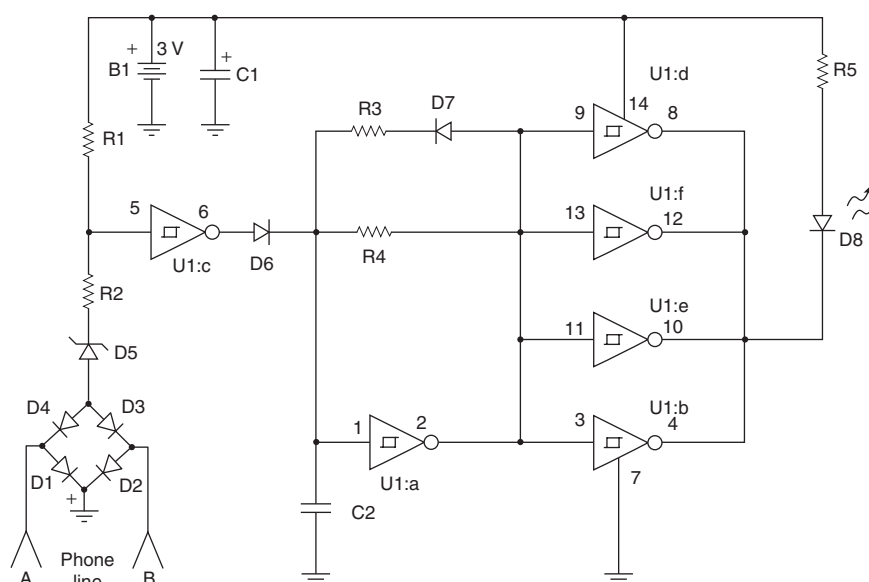 + 3 V
B1
+
C1
R5
U1:d
D7
R3
9
14
8
R1
U1:f
5
6
13
12
D8
R4
D6
U1:c
R2
U1:e
11
10
D5
D4
D3
U1:b
3
4
1
2
D1
D2
U1:a
7
+
C2
Phone
A line B